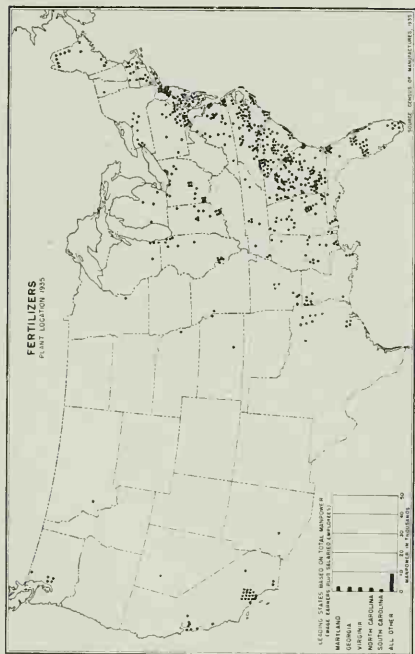 FERTILIZERS
PLANT LOCATION 1935
LEADING STATES BASED ON TOTAL MANPOWER
(WAGE EARNERS PLUS SALARIED EMPLOYEES)
MARYLAND
GEORGIA
VIRGINIA
NORTH CAROLINA
SOUTH CAROLINA
ALL OTHER
0 10 20 30 40 50
MANPOWER IN THOUSANDS
SOURCE: CENSUS OF MANUFACTURES, 1935